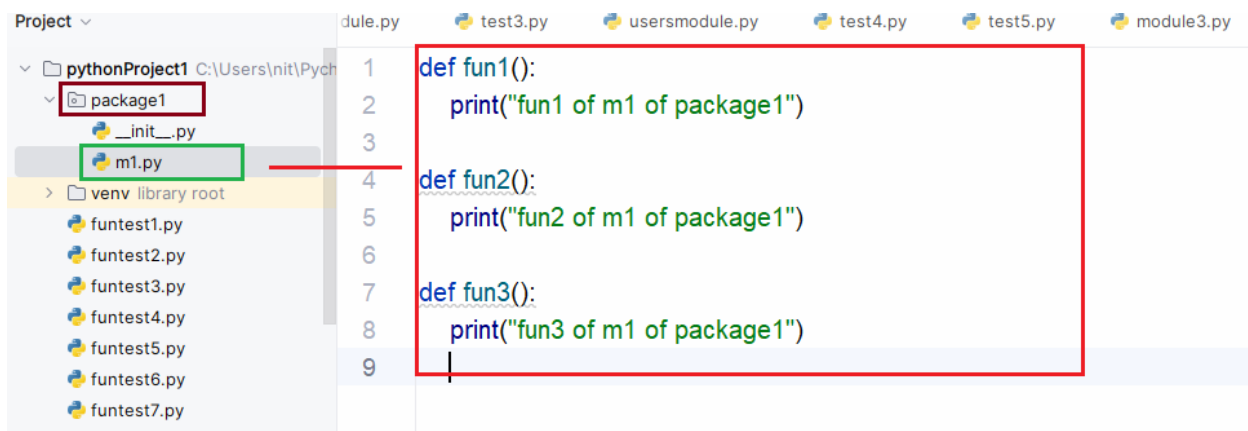 Project
dule.py test3.py usersmodule.py test4.py test5.py module3.py
pythonProject1 C:\Users\nit\Pych
package1
__init__.py
m1.py
venv library root
funtest1.py
funtest2.py
funtest3.py
funtest4.py
funtest5.py
funtest6.py
funtest7.py
1 def fun1():
2 print("fun1 of m1 of package1")
3
4 def fun2():
5 print("fun2 of m1 of package1")
6
7 def fun3():
8 print("fun3 of m1 of package1")
9